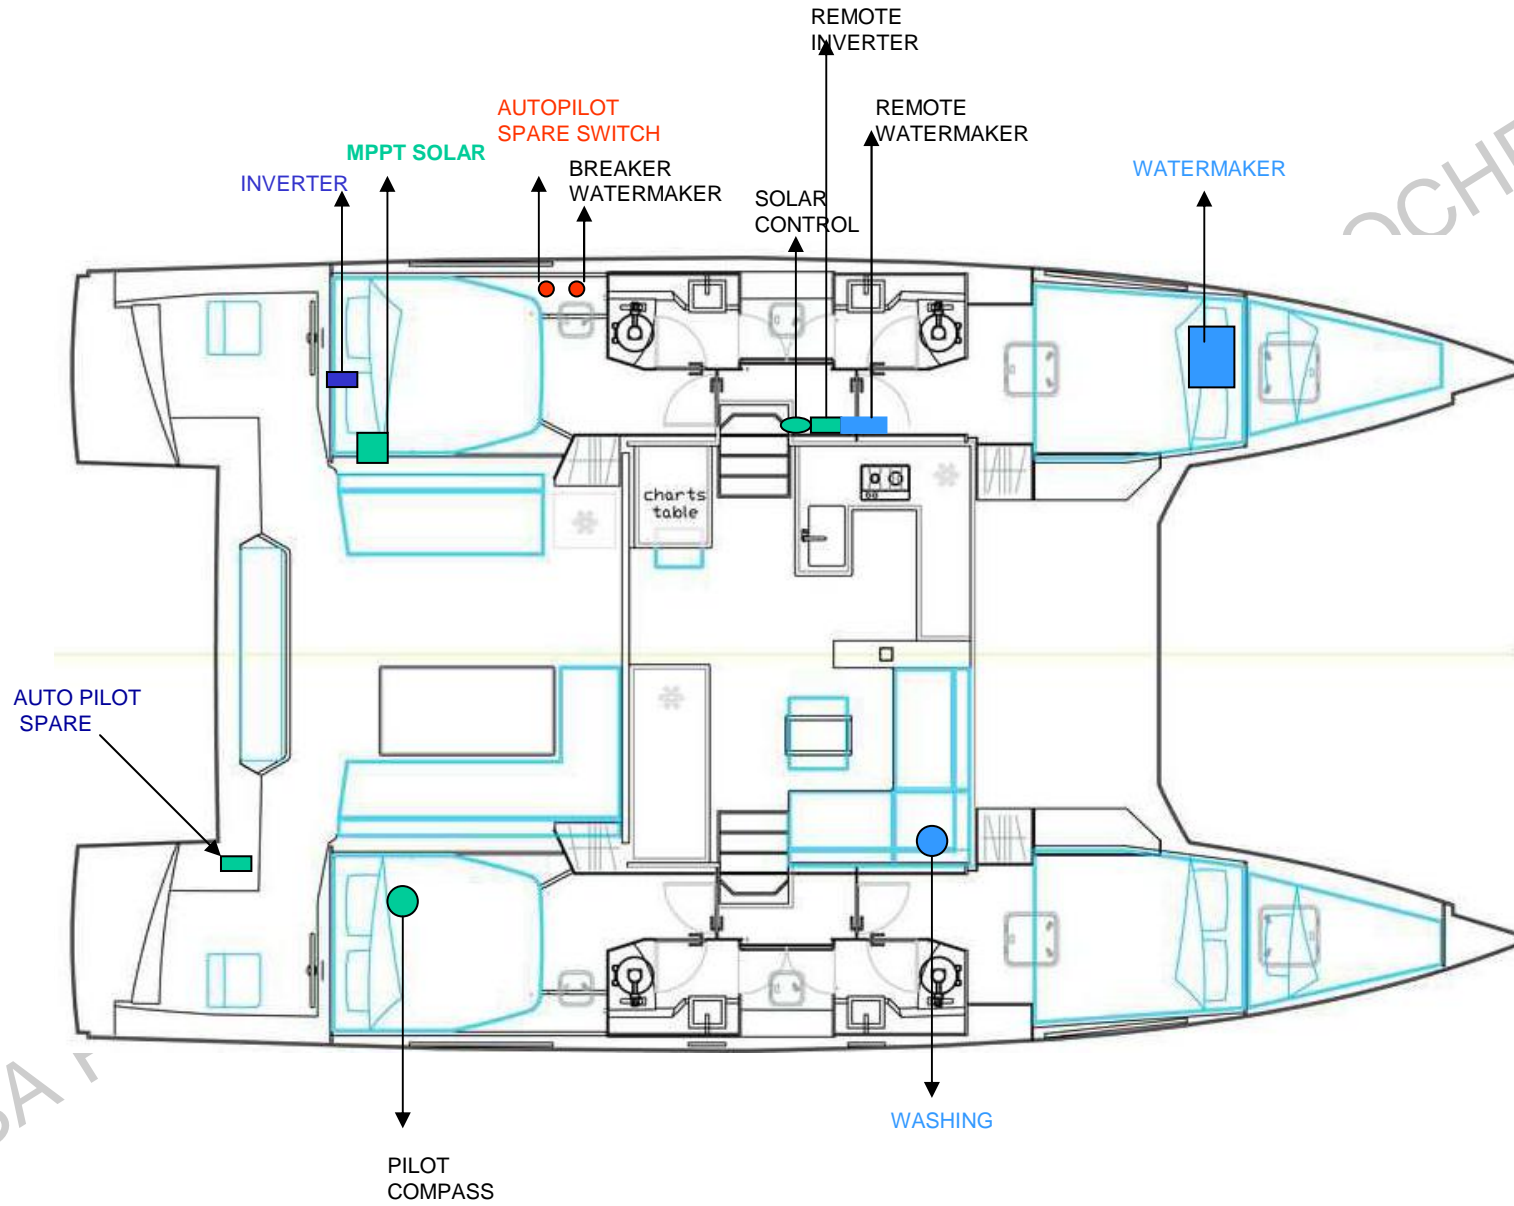 REMOTE
INVERTER
AUTOPILOT
SPARE SWITCH
REMOTE
WATERMAKER
MPPT SOLAR
BREAKER
WATERMAKER
WATERMAKER
INVERTER
SOLAR
CONTROL
charts
table
AUTO PILOT
SPARE
WASHING
PILOT
COMPASS